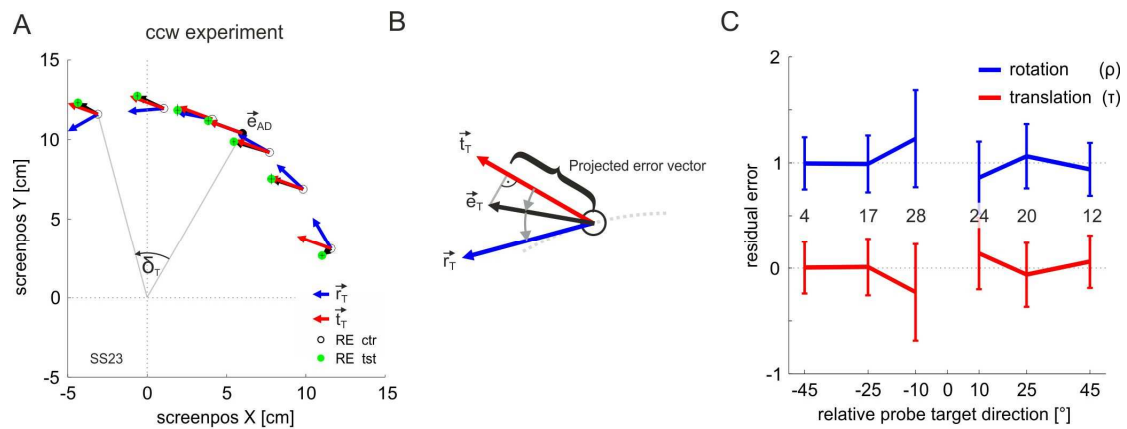 A
ccw experiment
screenpos Y [cm]
15
10
5
0
-5
e_AD
δ_T
r_T
t_T
RE ctr
RE tst
SS23
-5
0
5
10
15
screenpos X [cm]
B
t_T
Projected error vector
e_T
r_T
C
residual error
2
1
0
-1
rotation (ρ)
translation (τ)
4
17
28
24
20
12
-45
-25
-10
0
10
25
45
relative probe target direction [°]